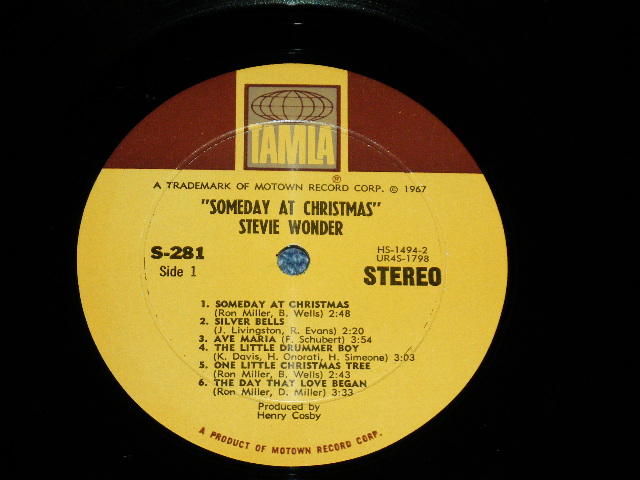 TAMLA
®
A TRADEMARK OF MOTOWN RECORD CORP. © 1967
"SOMEDAY AT CHRISTMAS"
STEVIE WONDER
S-281
Side 1
HS-1494-2
UR4S-1798
STEREO
1. SOMEDAY AT CHRISTMAS
(Ron Miller, B. Wells) 2:48
2. SILVER BELLS
(J. Livingston, R. Evans) 2:20
3. AVE MARIA (F. Schubert) 3:54
4. THE LITTLE DRUMMER BOY
(K. Davis, H. Onorati, H. Simeone) 3:03
5. ONE LITTLE CHRISTMAS TREE
(Ron Miller, B. Wells) 2:43
6. THE DAY THAT LOVE BEGAN
(Ron Miller, D. Miller) 3:33
Produced by
Henry Cosby
A PRODUCT OF MOTOWN RECORD CORP.